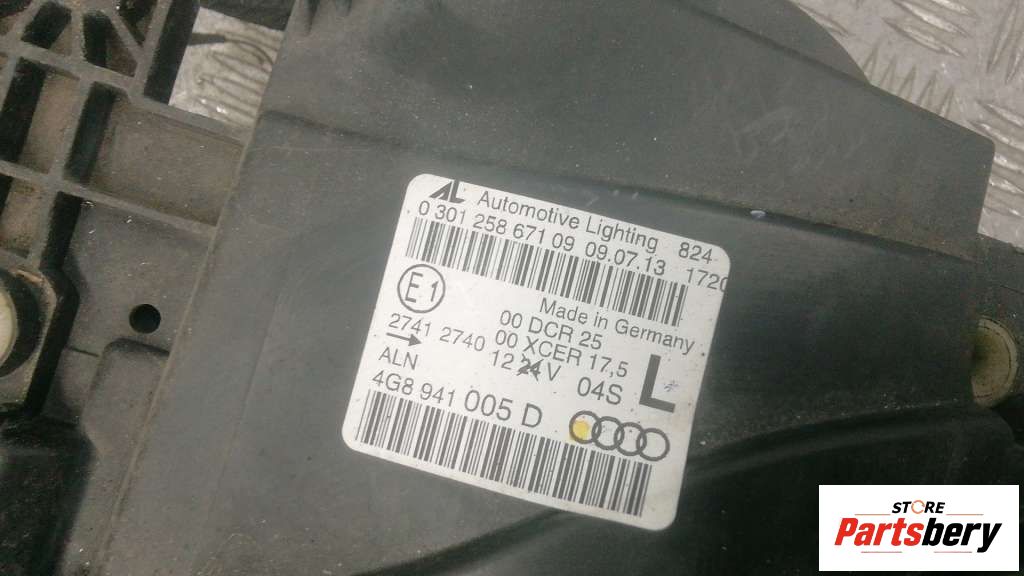 AL Automotive Lighting 824
0 301 258 671 09 09.07.13 1720
E1
Made in Germany
00 DCR 25
2741 2740 00 XCER 17,5
ALN 12 24 V 04S L
4G8 941 005 D
STORE
Partsbery